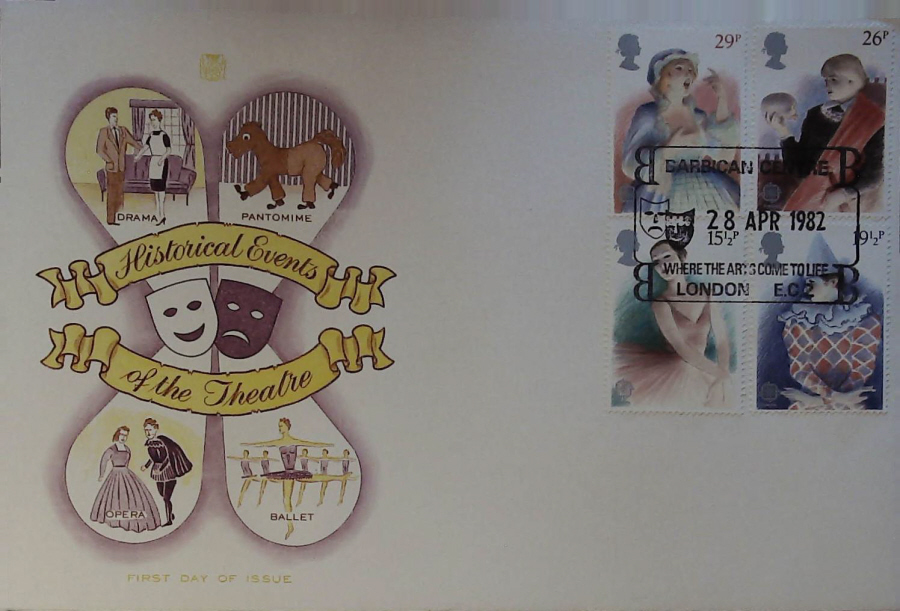 DRAMA
PANTOMIME
Historical Events
of the Theatre
OPERA
BALLET
FIRST DAY OF ISSUE
29P
26P
BARBICAN CENTRE
28 APR 1982
15½P
19½P
WHERE THE ARTS COME TO LIFE
LONDON E.C.2